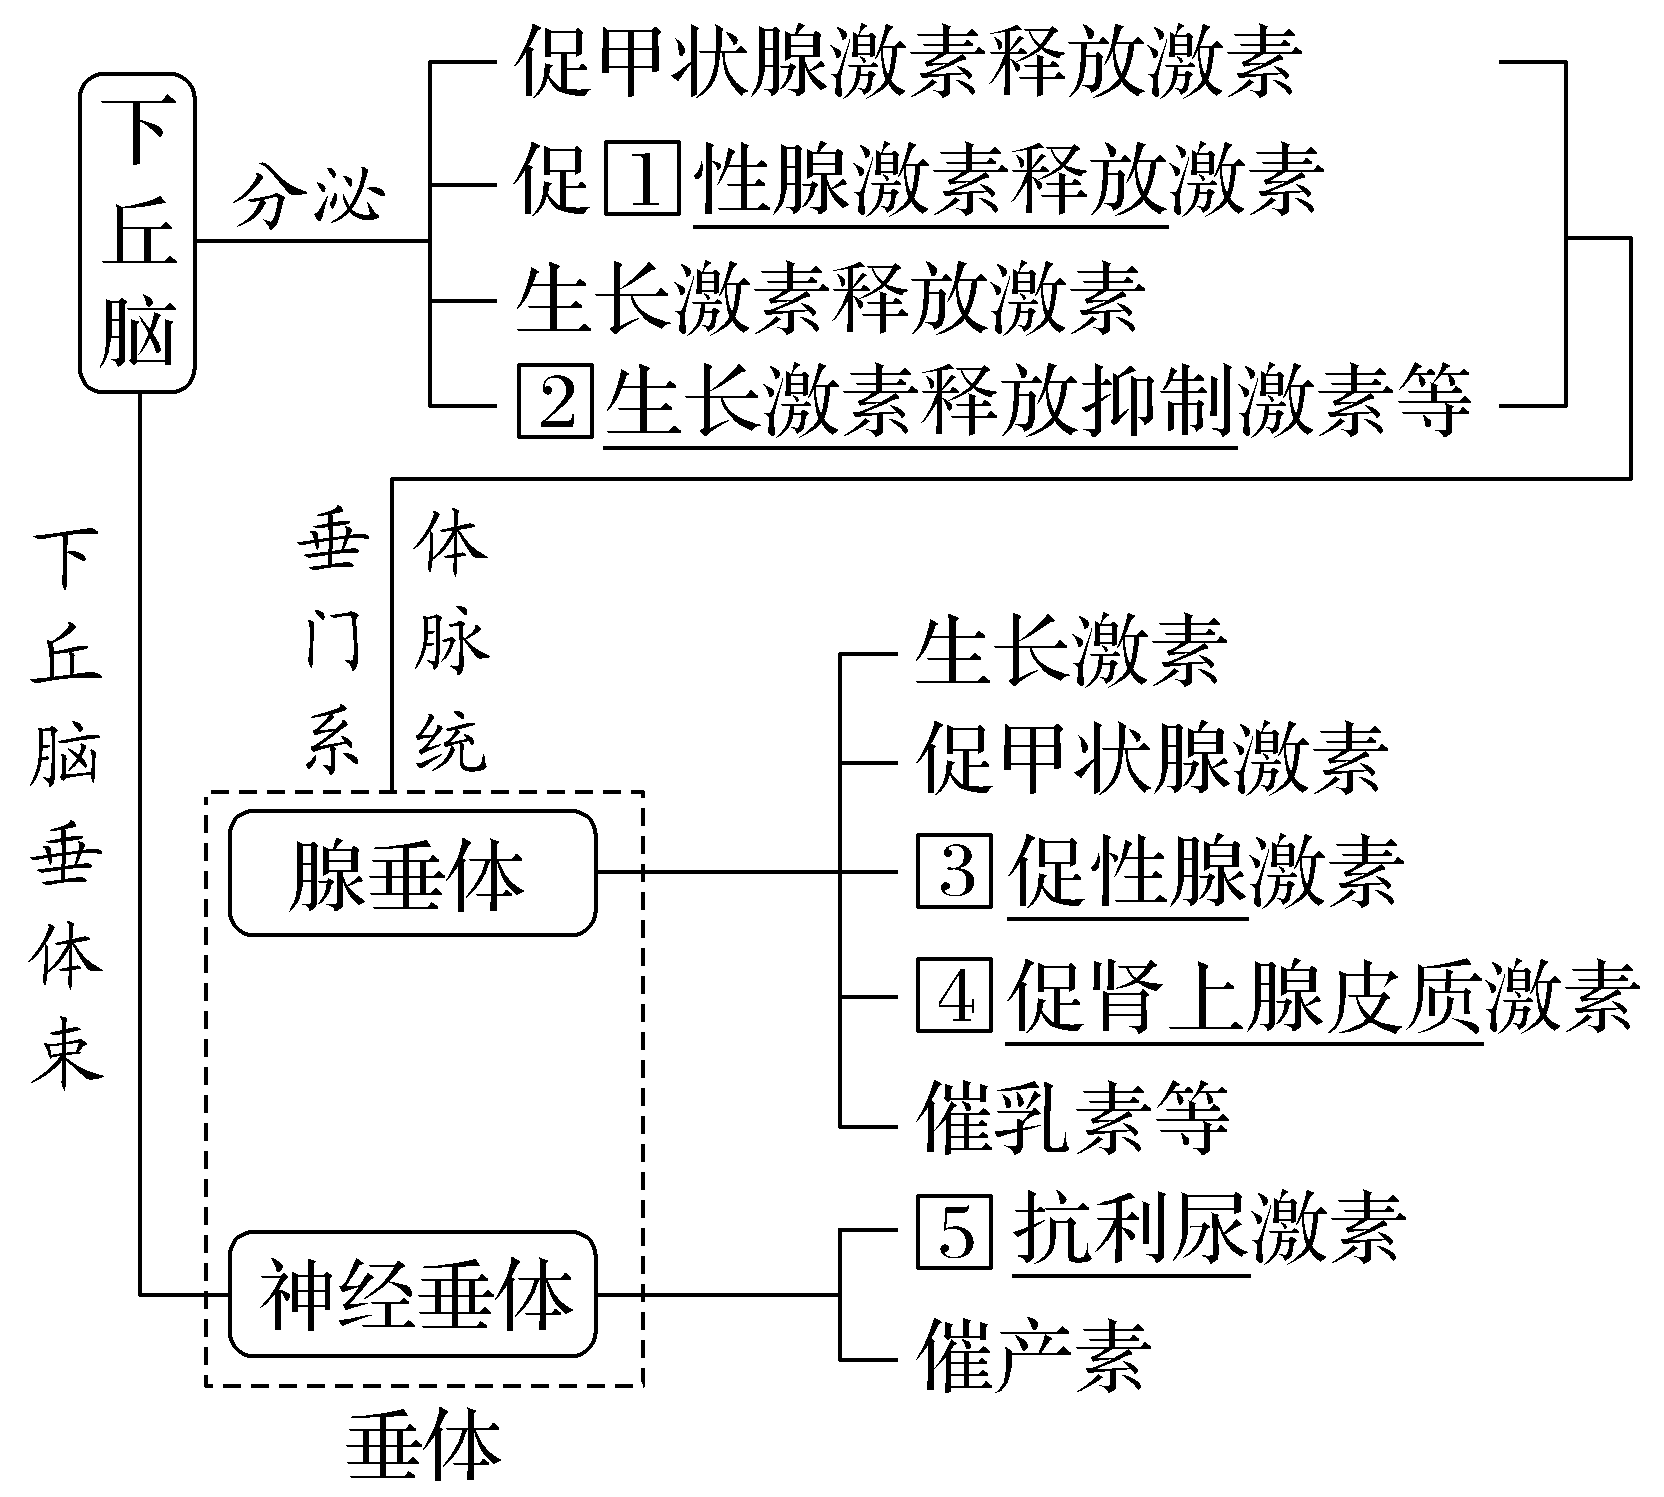 下丘脑
分泌
促甲状腺激素释放激素
促1性腺激素释放激素
生长激素释放激素
2生长激素释放抑制激素等
下丘脑垂体束
垂体
门脉
系统
腺垂体
生长激素
促甲状腺激素
3促性腺激素
4促肾上腺皮质激素
催乳素等
神经垂体
5抗利尿激素
催产素
垂体